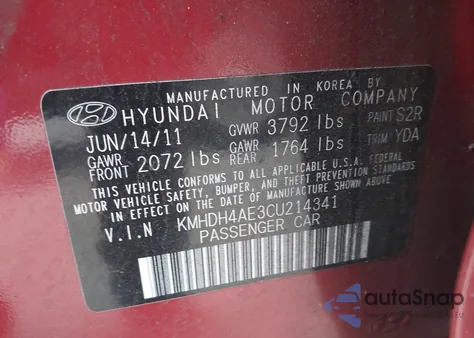 MANUFACTURED IN KOREA BY
HYUNDAI MOTOR COMPANY
JUN/14/11 GVWR 3792 lbs PAINT S2R
GAWR FRONT 2072 lbs GAWR REAR 1764 lbs TRIM YDA
THIS VEHICLE CONFORMS TO ALL APPLICABLE U.S.A. FEDERAL
MOTOR VEHICLE SAFETY, BUMPER, AND THEFT PREVENTION
STANDARDS IN EFFECT ON THE DATE OF MANUFACTURE SHOWN ABOVE.
V.I.N KMHDH4AE3CU214341
PASSENGER CAR
autoSnap